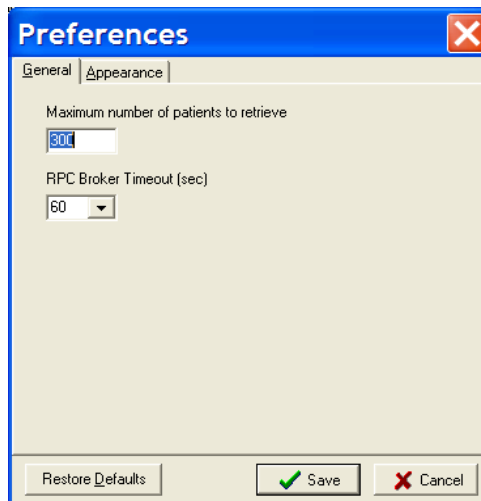 Preferences
General Appearance
Maximum number of patients to retrieve
300
RPC Broker Timeout (sec)
60
Restore Defaults Save Cancel